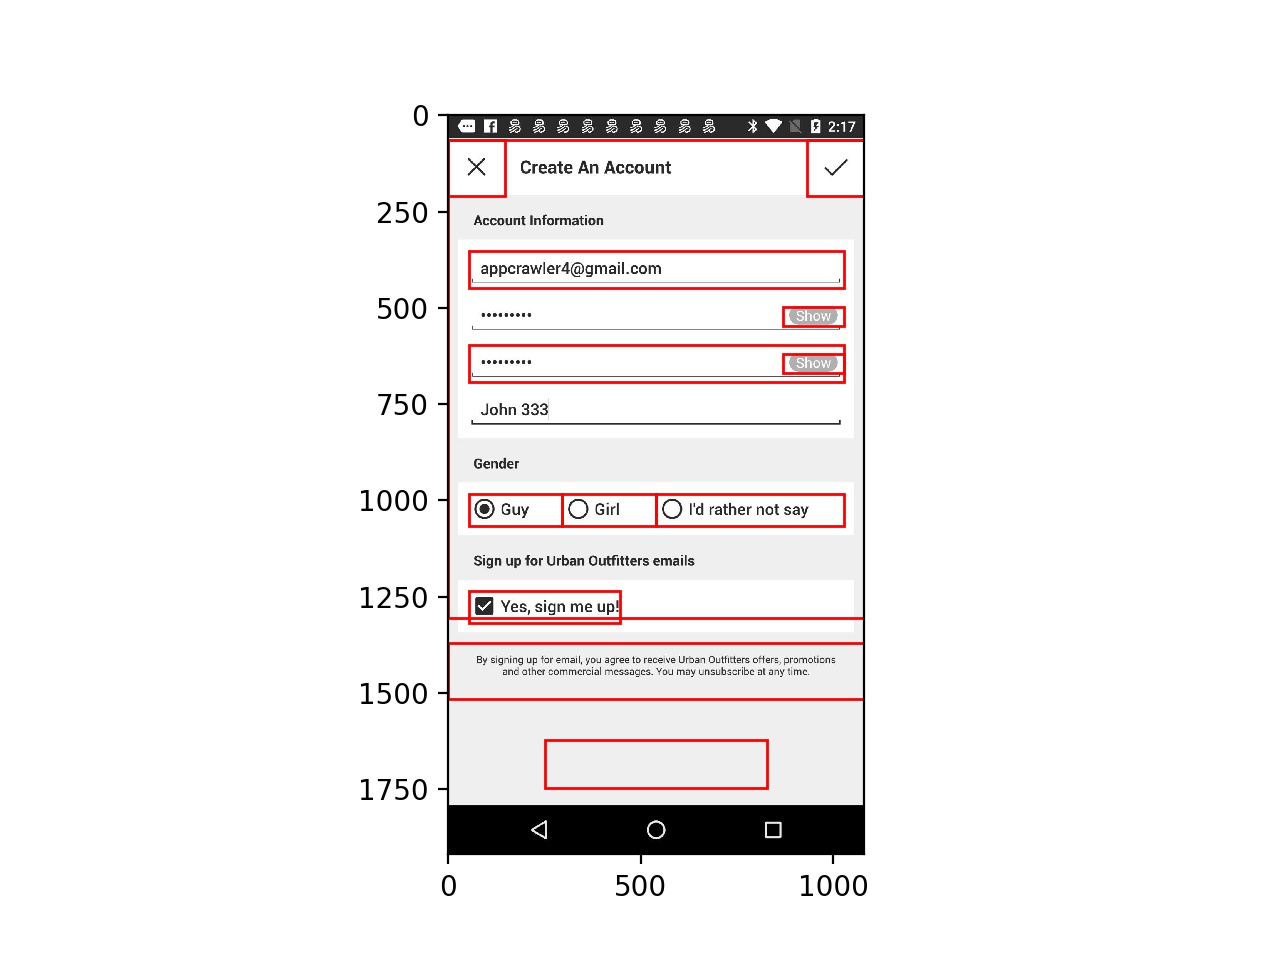 0
250
500
750
1000
1250
1500
1750
2:17
Create An Account
Account Information
appcrawler4@gmail.com
••••••••• Show
••••••••• Show
John 333
Gender
Guy Girl I'd rather not say
Sign up for Urban Outfitters emails
Yes, sign me up!
By signing up for email, you agree to receive Urban Outfitters offers, promotions
and other commercial messages. You may unsubscribe at any time.
0 500 1000